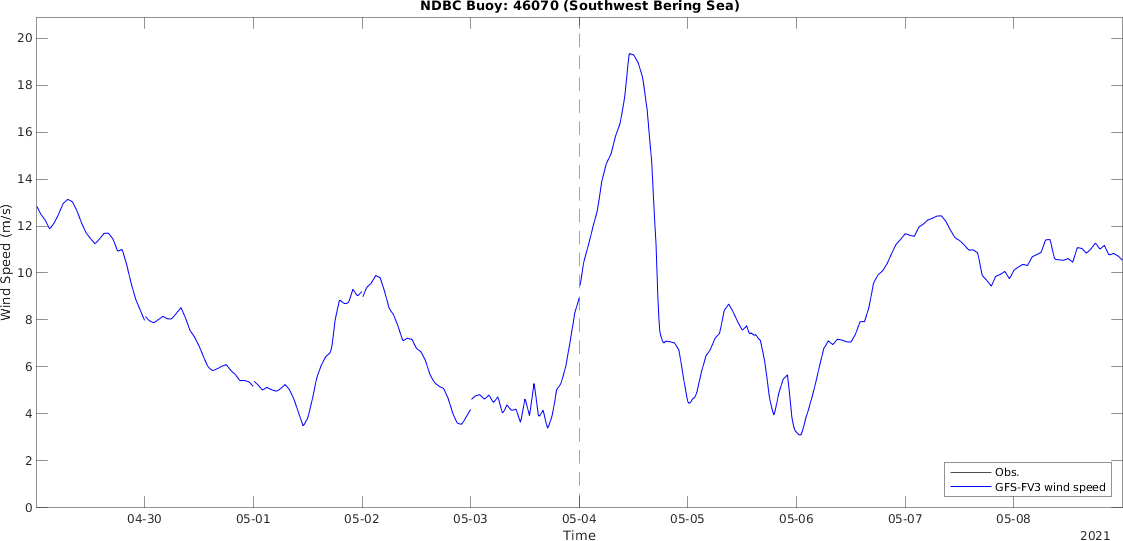 NDBC Buoy: 46070 (Southwest Bering Sea)
Wind Speed (m/s)
20
18
16
14
12
10
8
6
4
2
0
Obs.
GFS-FV3 wind speed
04-30 05-01 05-02 05-03 05-04 05-05 05-06 05-07 05-08
Time
2021